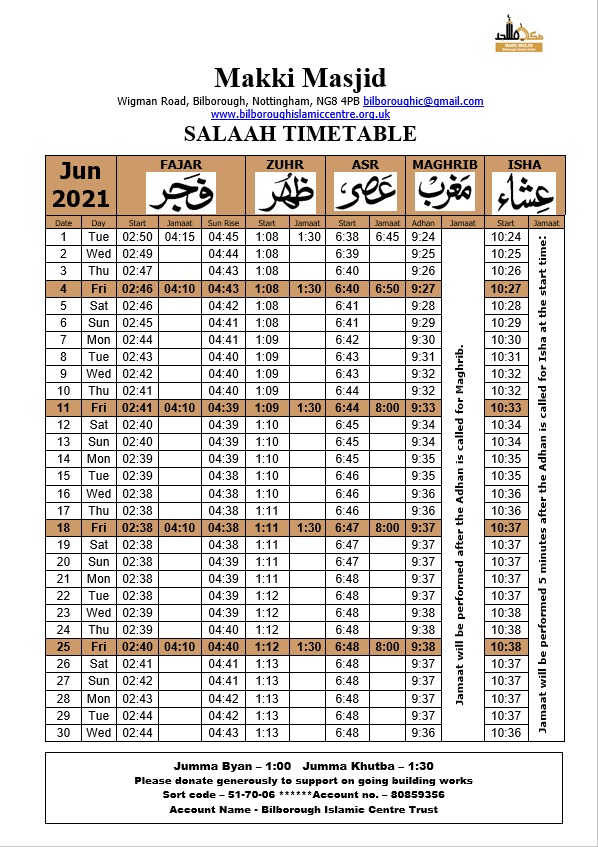 مكي مسجد
MAKKI MASJID
Bilborough Islamic Centre
Makki Masjid
Wigman Road, Bilborough, Nottingham, NG8 4PB bilboroughic@gmail.com
www.bilboroughislamiccentre.org.uk
SALAAH TIMETABLE
Jun 2021 FAJAR ZUHR ASR MAGHRIB ISHA
فَجَر ظُهُر عَصَر مَغْرِب عِشَاء
Date Day Start Jamaat Sun Rise Start Jamaat Start Jamaat Adhan Jamaat Start Jamaat
1 Tue 02:50 04:15 04:45 1:08 1:30 6:38 6:45 9:24 10:24
2 Wed 02:49 04:44 1:08 6:39 9:25 10:25
3 Thu 02:47 04:43 1:08 6:40 9:26 10:26
4 Fri 02:46 04:10 04:43 1:08 1:30 6:40 6:50 9:27 10:27
5 Sat 02:46 04:42 1:08 6:41 9:28 10:28
6 Sun 02:45 04:41 1:08 6:41 9:29 10:29
7 Mon 02:44 04:41 1:09 6:42 9:30 10:30
8 Tue 02:43 04:40 1:09 6:43 9:31 10:31
9 Wed 02:42 04:40 1:09 6:44 9:32 10:32
10 Thu 02:41 04:40 1:09 6:44 9:32 10:32
11 Fri 02:41 04:10 04:39 1:09 1:30 6:44 8:00 9:33 10:33
12 Sat 02:40 04:39 1:10 6:45 9:34 10:34
13 Sun 02:40 04:39 1:10 6:45 9:34 10:34
14 Mon 02:39 04:39 1:10 6:45 9:35 10:35
15 Tue 02:39 04:38 1:10 6:46 9:35 10:35
16 Wed 02:38 04:38 1:10 6:46 9:36 10:36
17 Thu 02:38 04:38 1:11 6:46 9:36 10:36
18 Fri 02:38 04:10 04:38 1:11 1:30 6:47 8:00 9:37 10:37
19 Sat 02:38 04:38 1:11 6:47 9:37 10:37
20 Sun 02:38 04:38 1:11 6:47 9:37 10:37
21 Mon 02:38 04:39 1:11 6:48 9:37 10:37
22 Tue 02:38 04:39 1:12 6:48 9:37 10:37
23 Wed 02:39 04:39 1:12 6:48 9:38 10:38
24 Thu 02:39 04:40 1:12 6:48 9:38 10:38
25 Fri 02:40 04:10 04:40 1:12 1:30 6:48 8:00 9:38 10:38
26 Sat 02:41 04:41 1:13 6:48 9:37 10:37
27 Sun 02:42 04:41 1:13 6:48 9:37 10:37
28 Mon 02:43 04:42 1:13 6:48 9:37 10:37
29 Tue 02:44 04:42 1:13 6:48 9:37 10:37
30 Wed 02:44 04:43 1:13 6:48 9:36 10:36
Jamaat will be performed after the Adhan is called for Maghrib.
Jamaat will be performed 5 minutes after the Adhan is called for Isha at the start time:
Jumma Byan – 1:00 Jumma Khutba – 1:30
Please donate generously to support on going building works
Sort code – 51-70-06 ******Account no. – 80859356
Account Name - Bilborough Islamic Centre Trust